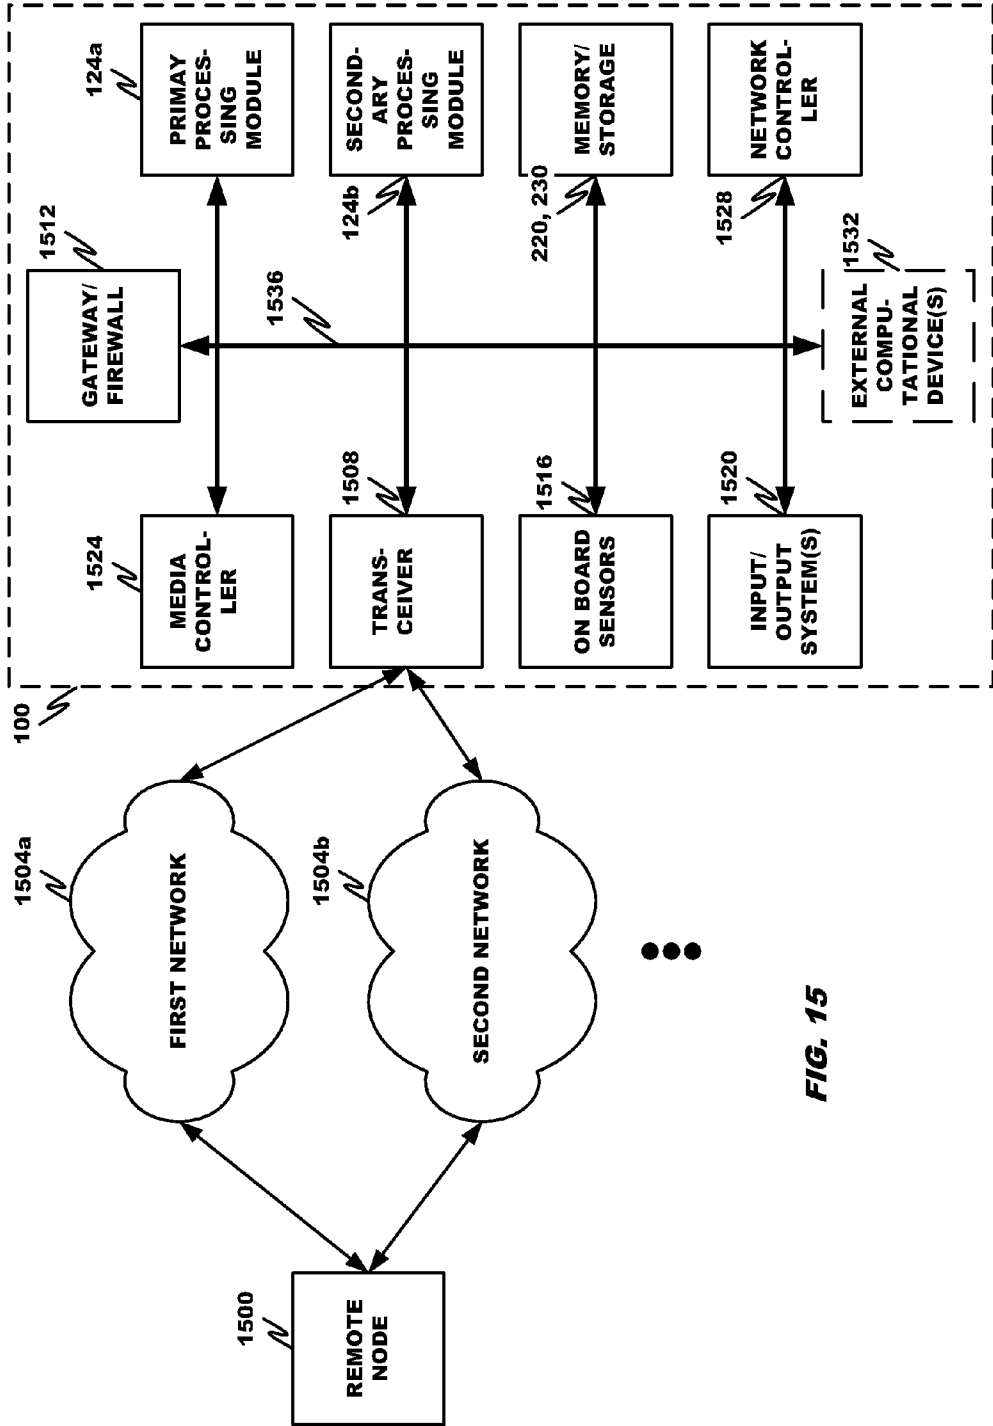 1500
REMOTE
NODE
1504a
FIRST NETWORK
1504b
SECOND NETWORK
100
1524
MEDIA
CONTROL-
LER
1508
TRANS-
CEIVER
1516
ON BOARD
SENSORS
1520
INPUT/
OUTPUT
SYSTEM(S)
1512
GATEWAY/
FIREWALL
1536
1532
EXTERNAL
COMPU-
TATIONAL
DEVICE(S)
124a
PRIMAY
PROCES-
SING
MODULE
124b
SECOND-
ARY
PROCES-
SING
MODULE
220, 230
MEMORY/
STORAGE
1528
NETWORK
CONTROL-
LER
FIG. 15